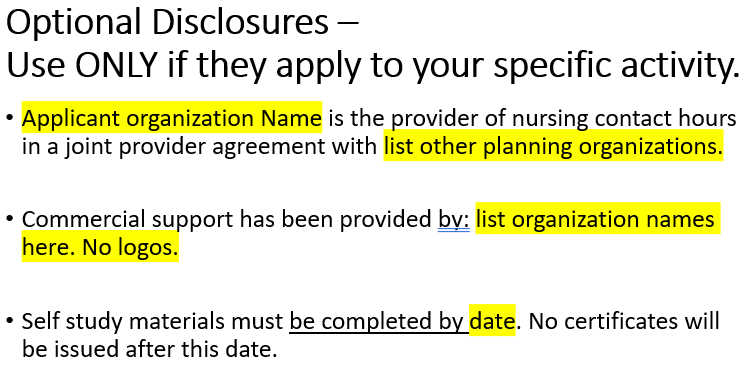 Optional Disclosures –
Use ONLY if they apply to your specific activity.
• Applicant organization Name is the provider of nursing contact hours
in a joint provider agreement with list other planning organizations.
• Commercial support has been provided by: list organization names
here. No logos.
• Self study materials must be completed by date. No certificates will
be issued after this date.